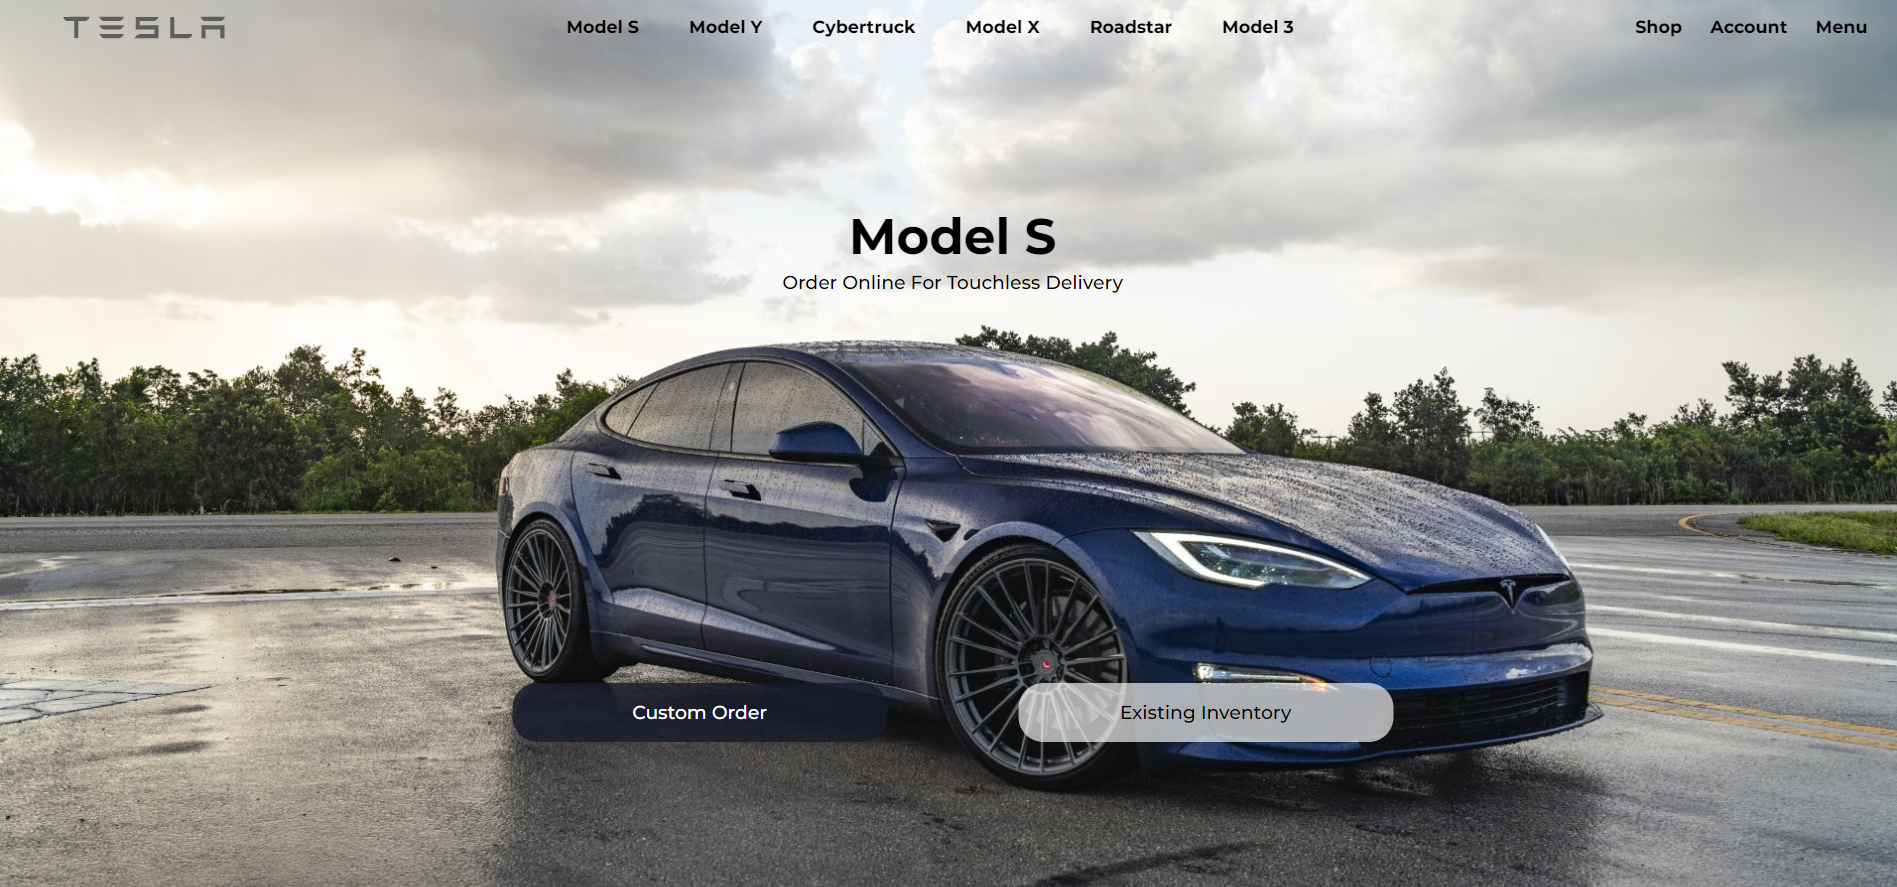 TESLA
Model S Model Y Cybertruck Model X Roadstar Model 3
Shop Account Menu
Model S
Order Online For Touchless Delivery
Custom Order
Existing Inventory